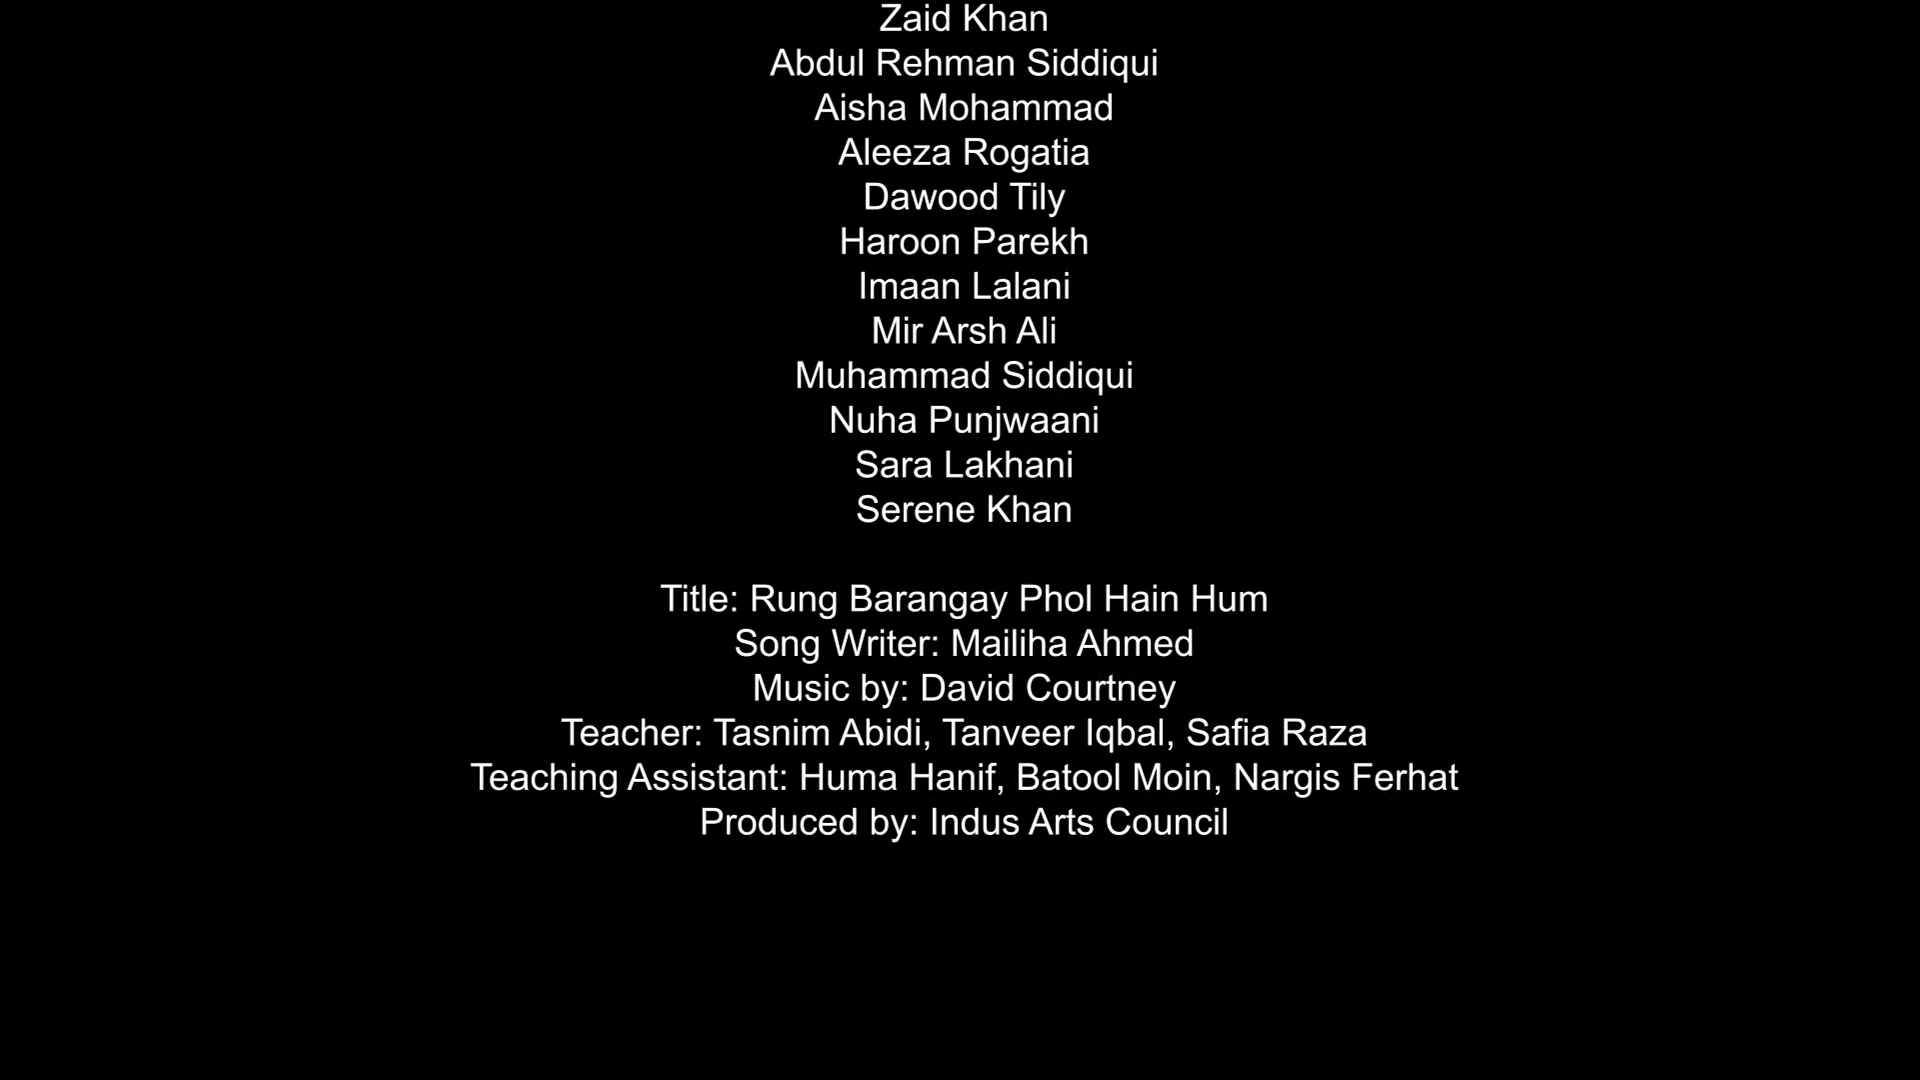 Zaid Khan
Abdul Rehman Siddiqui
Aisha Mohammad
Aleeza Rogatia
Dawood Tily
Haroon Parekh
Imaan Lalani
Mir Arsh Ali
Muhammad Siddiqui
Nuha Punjwaani
Sara Lakhani
Serene Khan
Title: Rung Barangay Phol Hain Hum
Song Writer: Mailiha Ahmed
Music by: David Courtney
Teacher: Tasnim Abidi, Tanveer Iqbal, Safia Raza
Teaching Assistant: Huma Hanif, Batool Moin, Nargis Ferhat
Produced by: Indus Arts Council